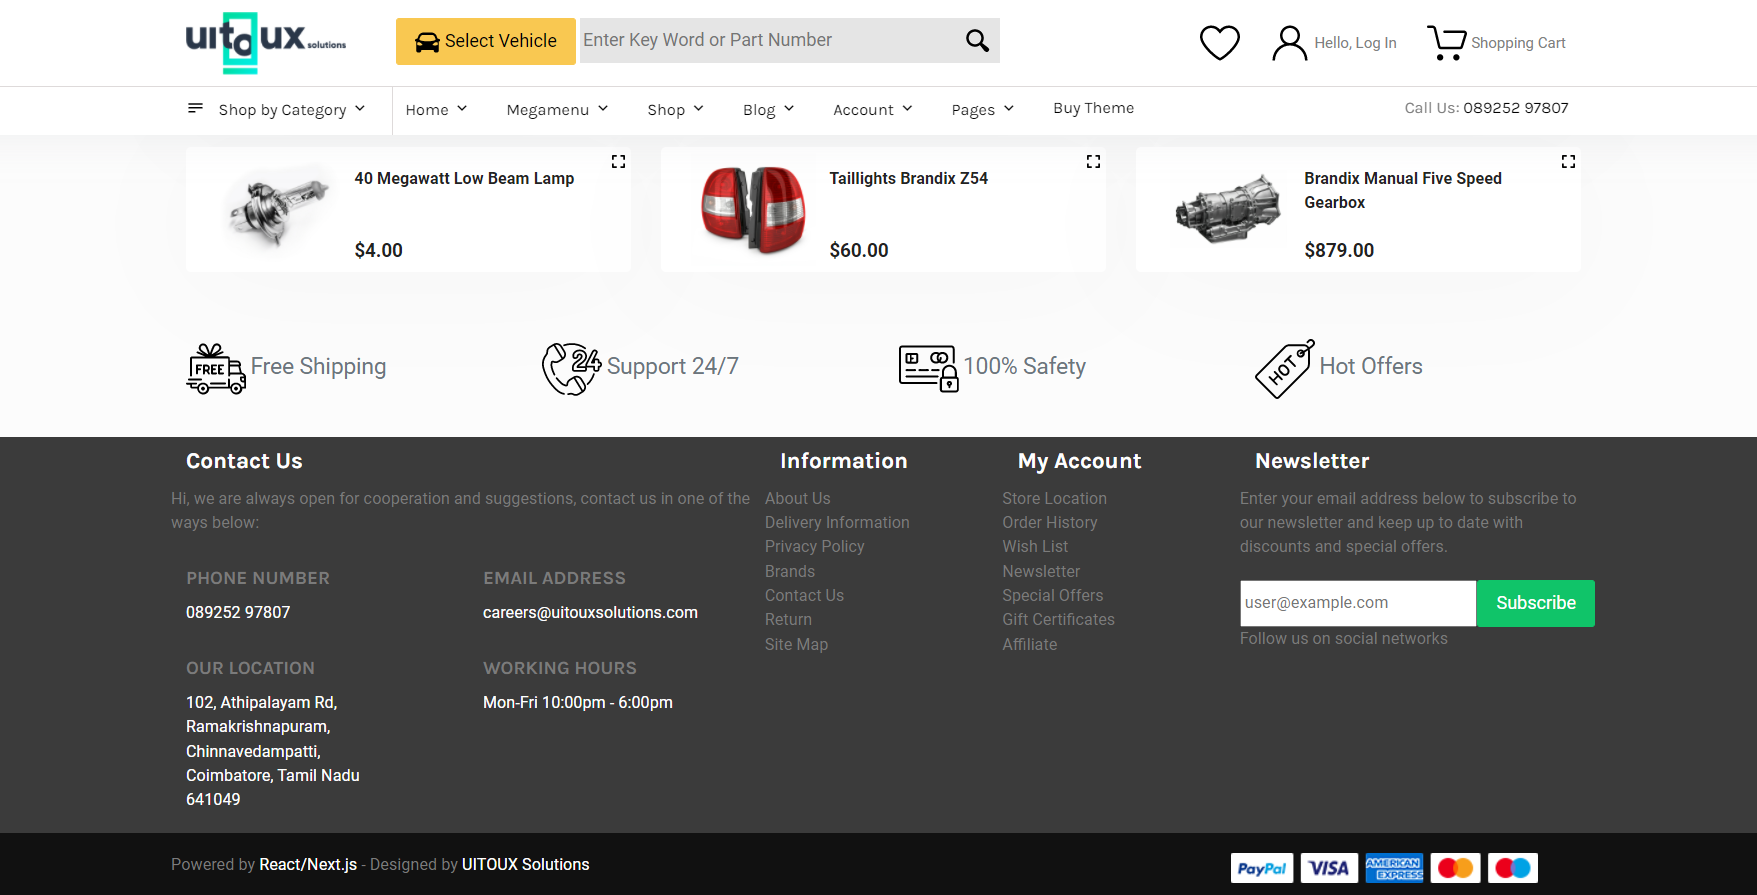 uitoux solutions
Select Vehicle
Enter Key Word or Part Number
Hello, Log In
Shopping Cart
Shop by Category
Home
Megamenu
Shop
Blog
Account
Pages
Buy Theme
Call Us: 089252 97807
40 Megawatt Low Beam Lamp
$4.00
Taillights Brandix Z54
$60.00
Brandix Manual Five Speed
Gearbox
$879.00
FREE
Free Shipping
24
Support 24/7
100% Safety
HOT
Hot Offers
Contact Us
Hi, we are always open for cooperation and suggestions, contact us in one of the
ways below:
PHONE NUMBER
089252 97807
EMAIL ADDRESS
careers@uitouxsolutions.com
OUR LOCATION
102, Athipalayam Rd,
Ramakrishnapuram,
Chinnavedampatti,
Coimbatore, Tamil Nadu
641049
WORKING HOURS
Mon-Fri 10:00pm - 6:00pm
Information
About Us
Delivery Information
Privacy Policy
Brands
Contact Us
Return
Site Map
My Account
Store Location
Order History
Wish List
Newsletter
Special Offers
Gift Certificates
Affiliate
Newsletter
Enter your email address below to subscribe to
our newsletter and keep up to date with
discounts and special offers.
user@example.com
Subscribe
Follow us on social networks
Powered by React/Next.js - Designed by UITOUX Solutions
PayPal
VISA
AMERICAN
EXPRESS